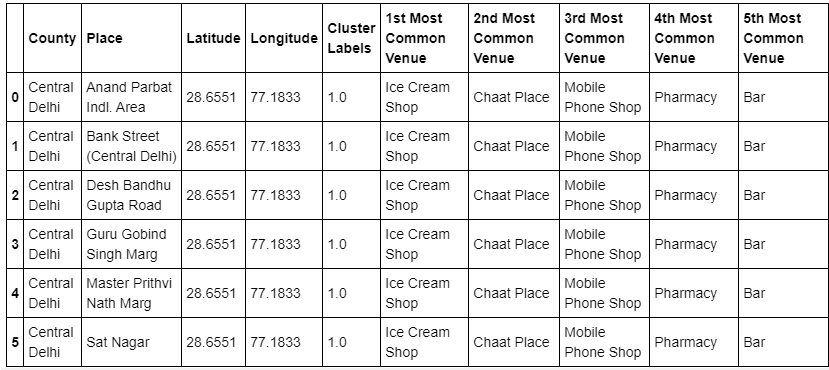 County Place Latitude Longitude Cluster Labels 1st Most Common Venue 2nd Most Common Venue 3rd Most Common Venue 4th Most Common Venue 5th Most Common Venue
0 Central Delhi Anand Parbat Indl. Area 28.6551 77.1833 1.0 Ice Cream Shop Chaat Place Mobile Phone Shop Pharmacy Bar
1 Central Delhi Bank Street (Central Delhi) 28.6551 77.1833 1.0 Ice Cream Shop Chaat Place Mobile Phone Shop Pharmacy Bar
2 Central Delhi Desh Bandhu Gupta Road 28.6551 77.1833 1.0 Ice Cream Shop Chaat Place Mobile Phone Shop Pharmacy Bar
3 Central Delhi Guru Gobind Singh Marg 28.6551 77.1833 1.0 Ice Cream Shop Chaat Place Mobile Phone Shop Pharmacy Bar
4 Central Delhi Master Prithvi Nath Marg 28.6551 77.1833 1.0 Ice Cream Shop Chaat Place Mobile Phone Shop Pharmacy Bar
5 Central Delhi Sat Nagar 28.6551 77.1833 1.0 Ice Cream Shop Chaat Place Mobile Phone Shop Pharmacy Bar